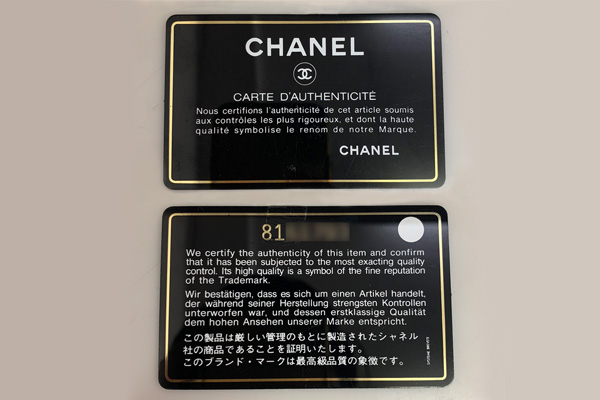 CHANEL
CARTE D'AUTHENTICITÉ
Nous certifions l'authenticité de cet article soumis
aux contrôles les plus rigoureux, et dont la haute
qualité symbolise le renom de notre Marque.
CHANEL
81
We certify the authenticity of this item and confirm
that it has been subjected to the most exacting quality
control. Its high quality is a symbol of the fine reputation
of the Trademark.
Wir bestätigen, dass es sich um einen Artikel handelt,
der während seiner Herstellung strengsten Kontrollen
unterworfen war, und dessen erstklassige Qualität
dem hohen Ansehen unserer Marke entspricht.
この製品は厳しい管理のもとに製造されたシャネル
社の商品であることを証明いたします。
このブランド・マークは最高級品質の象徴です。